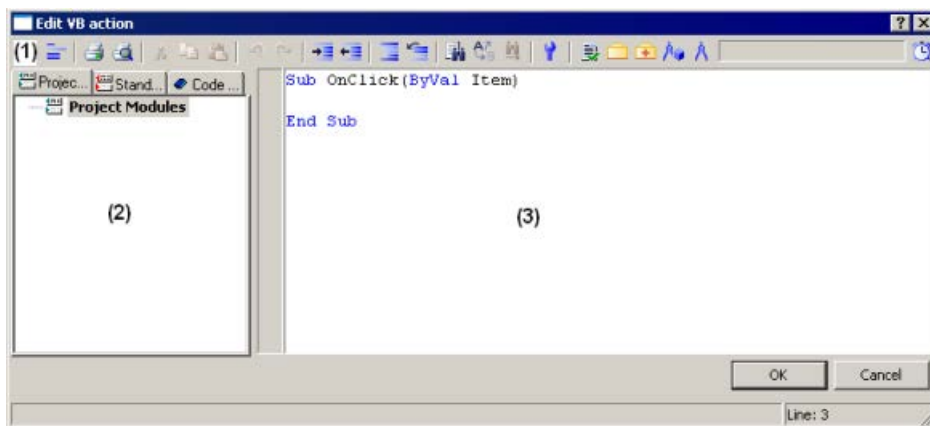 Edit VB action
(1)
Projec... Stand... Code ...
Project Modules
(2)
Sub OnClick(ByVal Item)
End Sub
(3)
OK Cancel
Line: 3